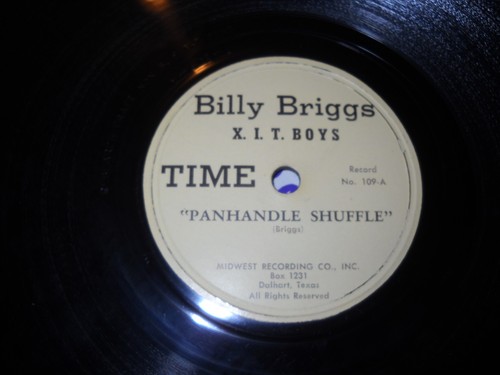 Billy Briggs
X. I. T. BOYS
TIME
Record
No. 109-A
"PANHANDLE SHUFFLE"
(Briggs)
MIDWEST RECORDING CO., INC.
Box 1231
Dalhart, Texas
All Rights Reserved